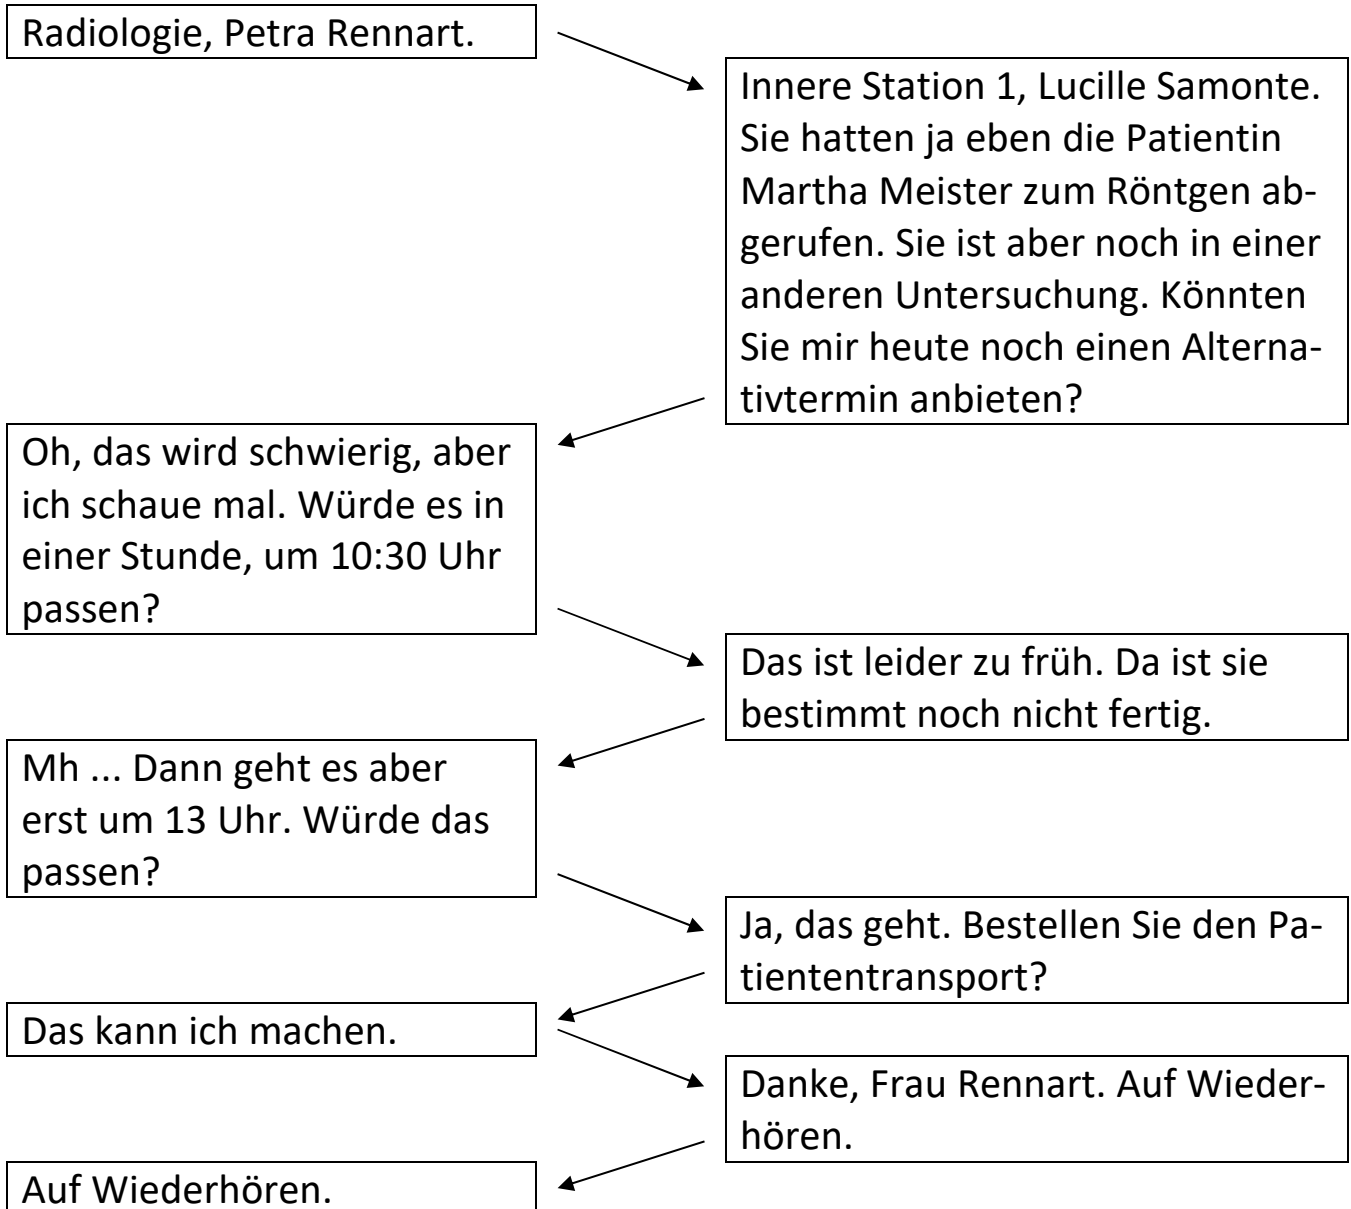 Radiologie, Petra Rennart.
Innere Station 1, Lucille Samonte.
Sie hatten ja eben die Patientin
Martha Meister zum Röntgen ab-
gerufen. Sie ist aber noch in einer
anderen Untersuchung. Könnten
Sie mir heute noch einen Alterna-
tivtermin anbieten?
Oh, das wird schwierig, aber
ich schaue mal. Würde es in
einer Stunde, um 10:30 Uhr
passen?
Das ist leider zu früh. Da ist sie
bestimmt noch nicht fertig.
Mh ... Dann geht es aber
erst um 13 Uhr. Würde das
passen?
Ja, das geht. Bestellen Sie den Pa-
tiententransport?
Das kann ich machen.
Danke, Frau Rennart. Auf Wieder-
hören.
Auf Wiederhören.